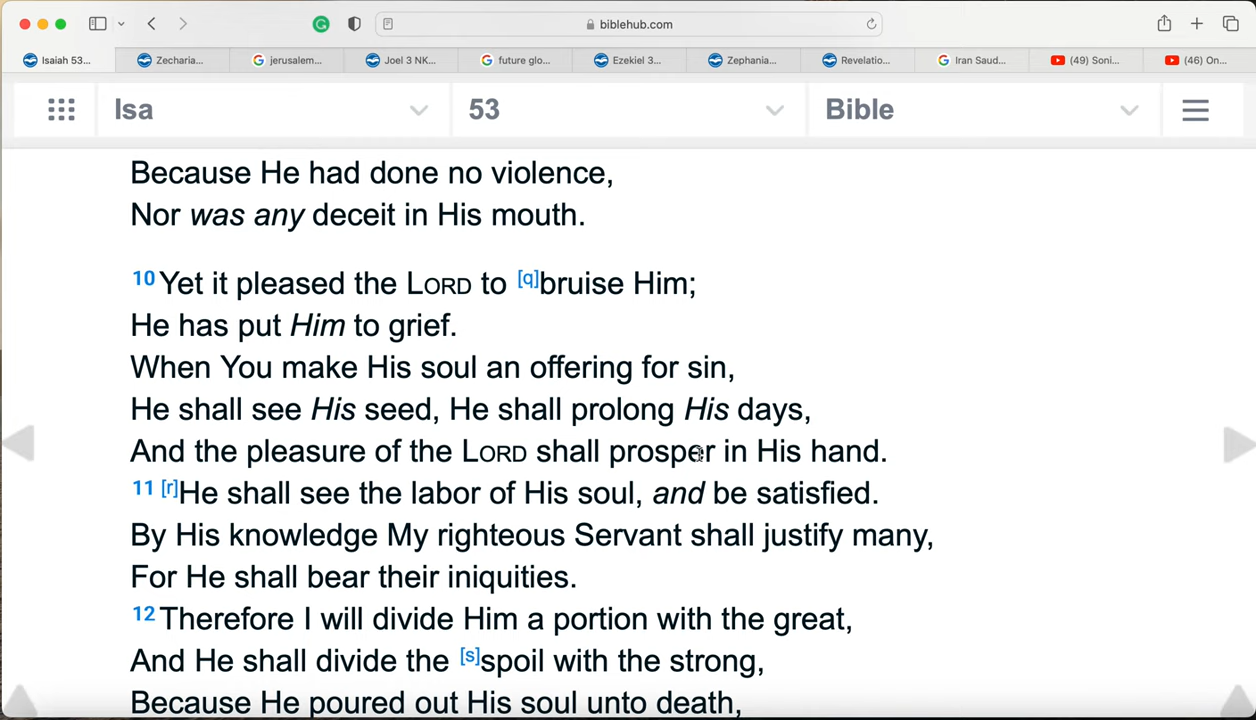 biblehub.com
Isaiah 53...
Zecharia...
jerusalem...
Joel 3 NK...
future glo...
Ezekiel 3...
Zephania...
Revelatio...
Iran Saud...
(49) Soni...
(46) On...
Isa
53
Bible
Because He had done no violence,
Nor was any deceit in His mouth.
10 Yet it pleased the LORD to [q]bruise Him;
He has put Him to grief.
When You make His soul an offering for sin,
He shall see His seed, He shall prolong His days,
And the pleasure of the LORD shall prosper in His hand.
11 [r]He shall see the labor of His soul, and be satisfied.
By His knowledge My righteous Servant shall justify many,
For He shall bear their iniquities.
12 Therefore I will divide Him a portion with the great,
And He shall divide the [s]spoil with the strong,
Because He poured out His soul unto death,